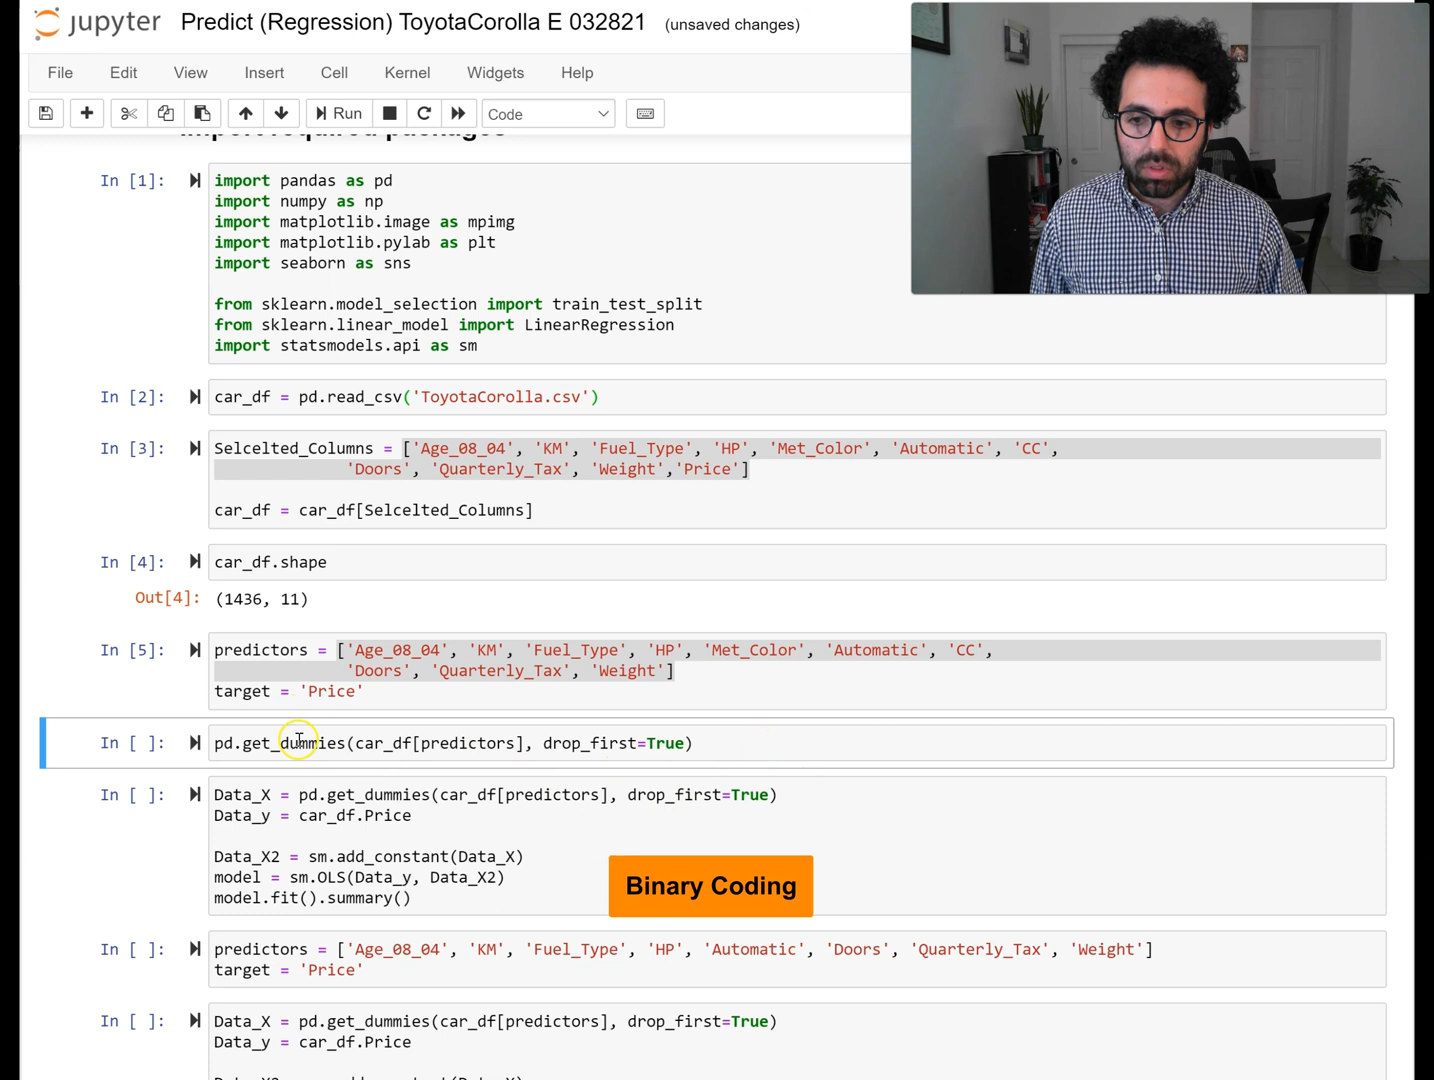 jupyter Predict (Regression) ToyotaCorolla E 032821 (unsaved changes)
File Edit View Insert Cell Kernel Widgets Help
Run Code
Import required packages
In [1]: import pandas as pd
import numpy as np
import matplotlib.image as mpimg
import matplotlib.pylab as plt
import seaborn as sns
from sklearn.model_selection import train_test_split
from sklearn.linear_model import LinearRegression
import statsmodels.api as sm
In [2]: car_df = pd.read_csv('ToyotaCorolla.csv')
In [3]: Selcelted_Columns = ['Age_08_04', 'KM', 'Fuel_Type', 'HP', 'Met_Color', 'Automatic', 'CC',
'Doors', 'Quarterly_Tax', 'Weight','Price']
car_df = car_df[Selcelted_Columns]
In [4]: car_df.shape
Out[4]: (1436, 11)
In [5]: predictors = ['Age_08_04', 'KM', 'Fuel_Type', 'HP', 'Met_Color', 'Automatic', 'CC',
'Doors', 'Quarterly_Tax', 'Weight']
target = 'Price'
In [ ]: pd.get_dummies(car_df[predictors], drop_first=True)
In [ ]: Data_X = pd.get_dummies(car_df[predictors], drop_first=True)
Data_y = car_df.Price
Data_X2 = sm.add_constant(Data_X)
model = sm.OLS(Data_y, Data_X2)
model.fit().summary()
Binary Coding
In [ ]: predictors = ['Age_08_04', 'KM', 'Fuel_Type', 'HP', 'Automatic', 'Doors', 'Quarterly_Tax', 'Weight']
target = 'Price'
In [ ]: Data_X = pd.get_dummies(car_df[predictors], drop_first=True)
Data_y = car_df.Price